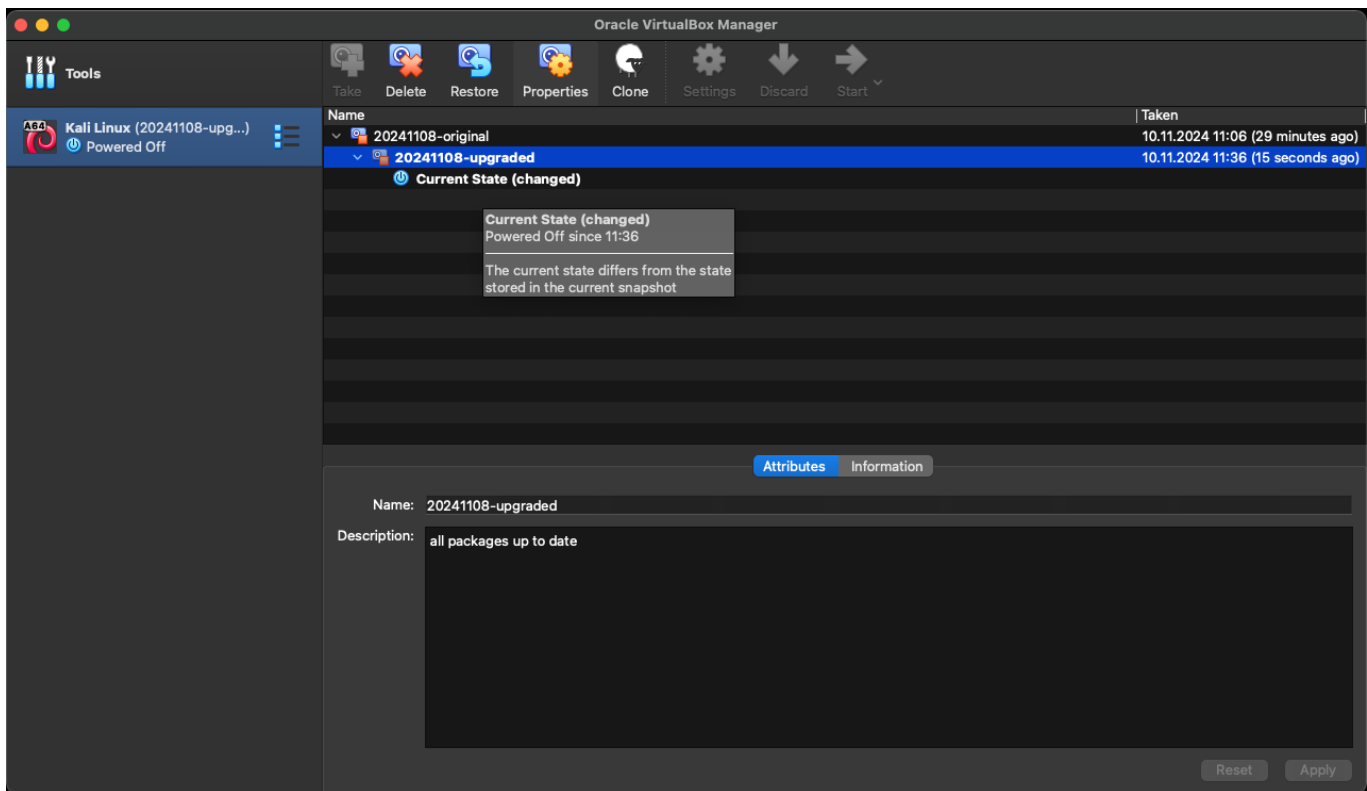 Oracle VirtualBox Manager
Tools
Take Delete Restore Properties Clone Settings Discard Start
A64
Kali Linux (20241108-upg...)
Powered Off
Name Taken
20241108-original 10.11.2024 11:06 (29 minutes ago)
20241108-upgraded 10.11.2024 11:36 (15 seconds ago)
Current State (changed)
Current State (changed)
Powered Off since 11:36
The current state differs from the state
stored in the current snapshot
Attributes Information
Name: 20241108-upgraded
Description: all packages up to date
Reset Apply